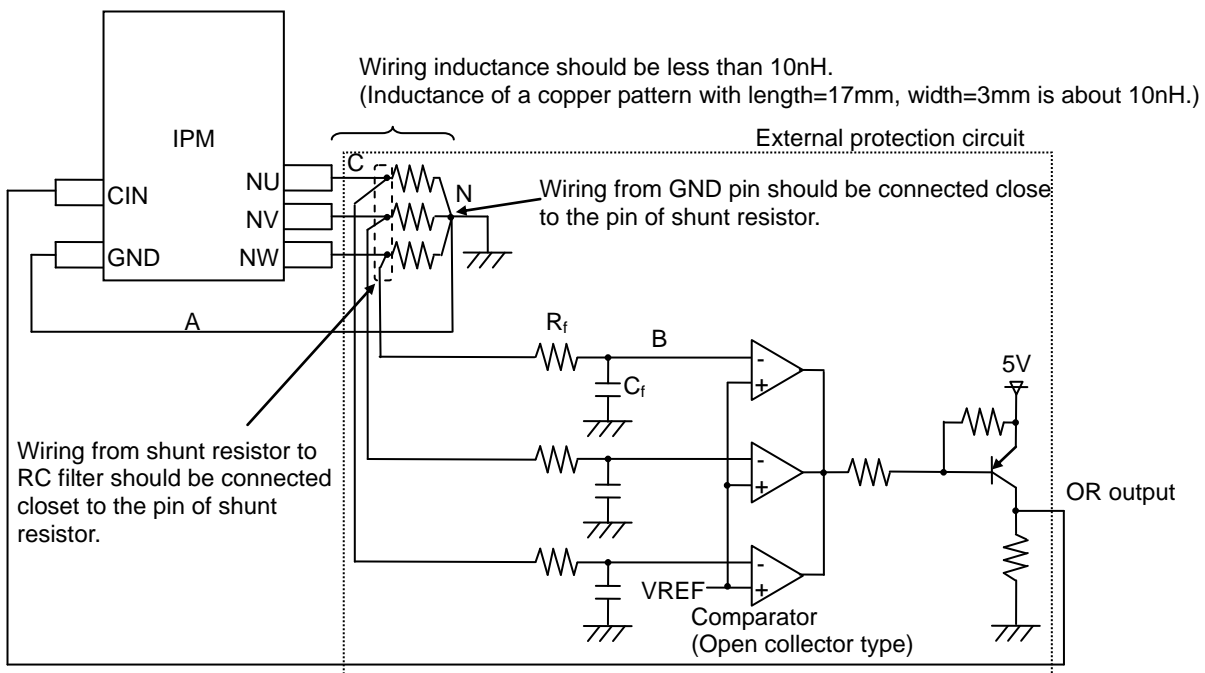 Wiring inductance should be less than 10nH.
(Inductance of a copper pattern with length=17mm, width=3mm is about 10nH.)
External protection circuit
IPM
C
NU
N
CIN
NV
GND
NW
Wiring from GND pin should be connected close
to the pin of shunt resistor.
A
Rf
B
-
+
Cf
5V
Wiring from shunt resistor to
RC filter should be connected
closet to the pin of shunt
resistor.
-
+
OR output
-
+
VREF
Comparator
(Open collector type)